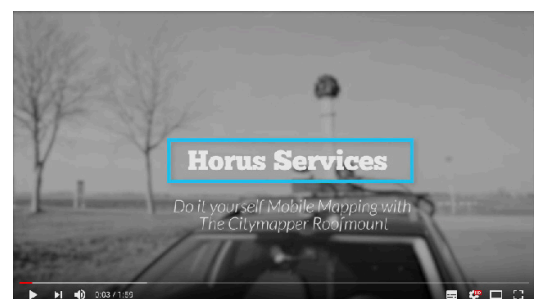 Horus Services
Do it yourself Mobile Mapping with
The Citymapper Roofmount
0:03 / 1:59